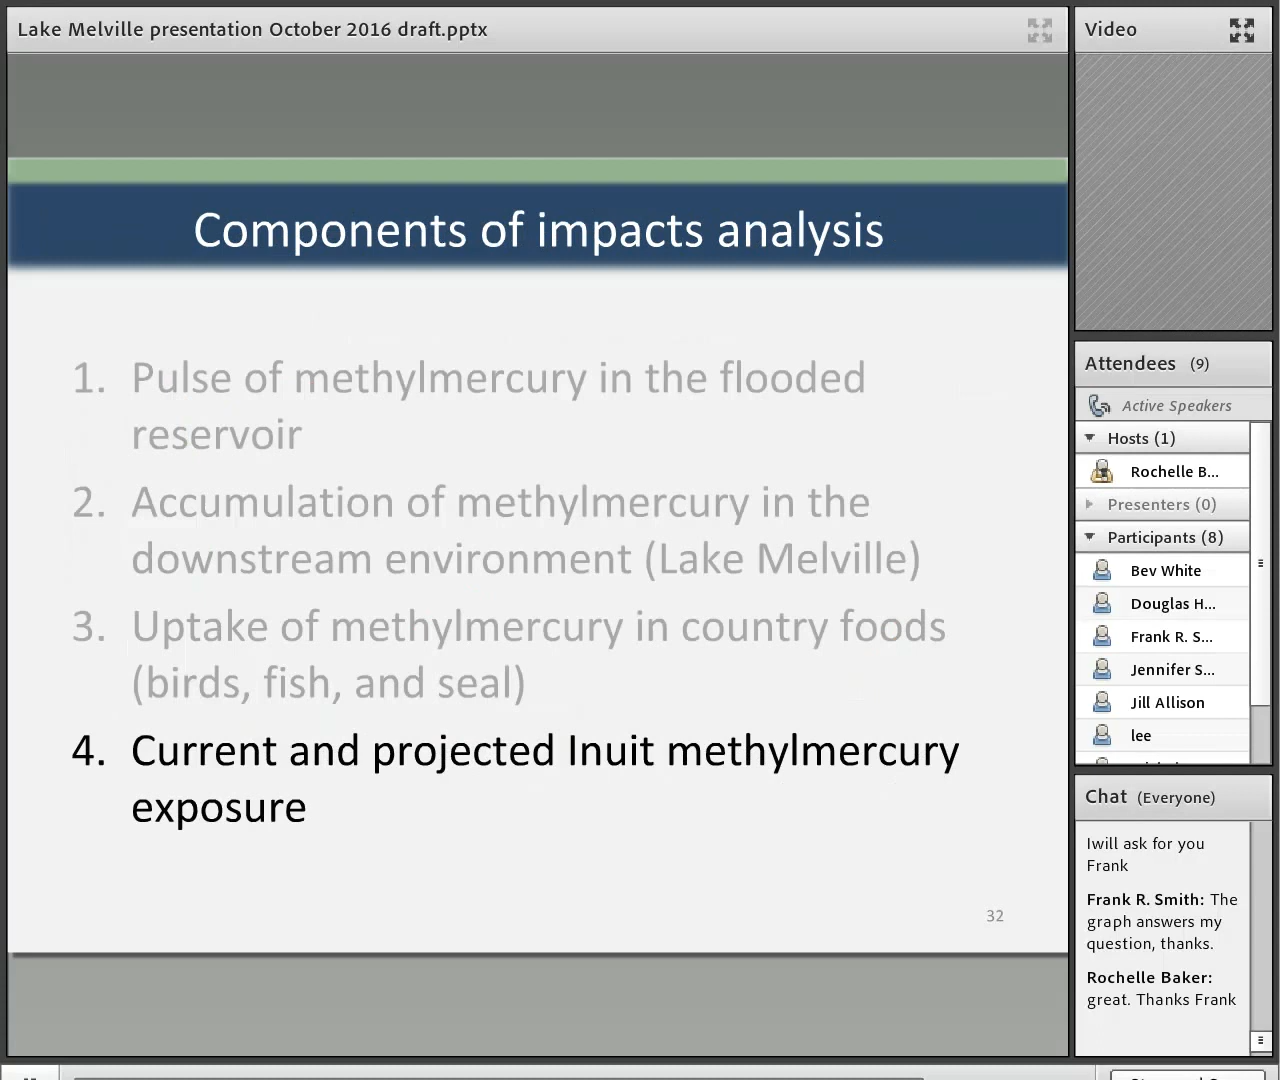 Lake Melville presentation October 2016 draft.pptx
Components of impacts analysis
1. Pulse of methylmercury in the flooded
reservoir
2. Accumulation of methylmercury in the
downstream environment (Lake Melville)
3. Uptake of methylmercury in country foods
(birds, fish, and seal)
4. Current and projected Inuit methylmercury
exposure
32
Video
Attendees (9)
Active Speakers
Hosts (1)
Rochelle B...
Presenters (0)
Participants (8)
Bev White
Douglas H...
Frank R. S...
Jennifer S...
Jill Allison
lee
Chat (Everyone)
Iwill ask for you
Frank
Frank R. Smith: The
graph answers my
question, thanks.
Rochelle Baker:
great. Thanks Frank